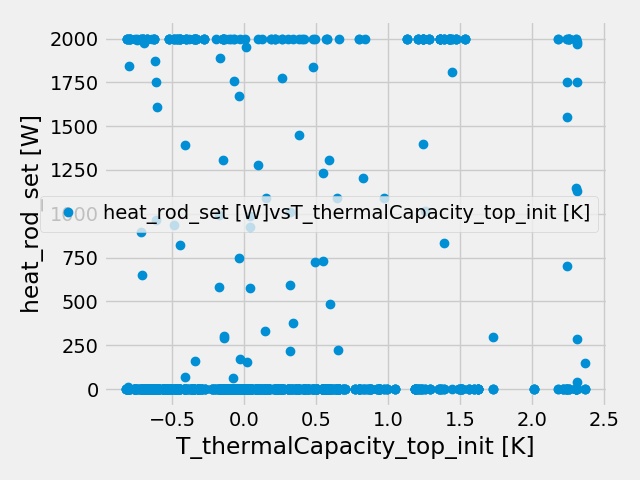 2000
1750
1500
1250
1000
750
500
250
0
heat_rod_set [W]
heat_rod_set [W]vsT_thermalCapacity_top_init [K]
−0.5 0.0 0.5 1.0 1.5 2.0 2.5
T_thermalCapacity_top_init [K]